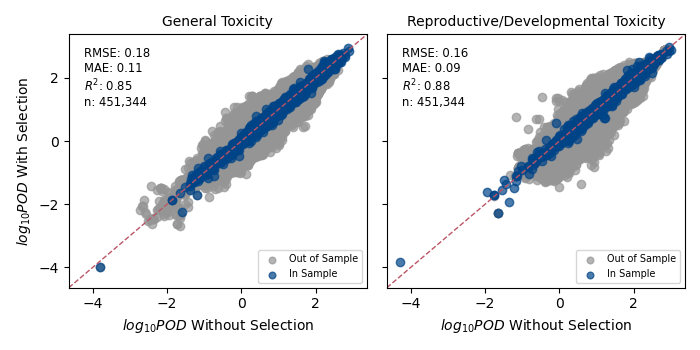 General Toxicity
RMSE: 0.18
MAE: 0.11
R²: 0.85
n: 451,344
2
0
−2
−4
log₁₀POD With Selection
Out of Sample
In Sample
−4
−2
0
2
log₁₀POD Without Selection
Reproductive/Developmental Toxicity
RMSE: 0.16
MAE: 0.09
R²: 0.88
n: 451,344
Out of Sample
In Sample
−4
−2
0
2
log₁₀POD Without Selection